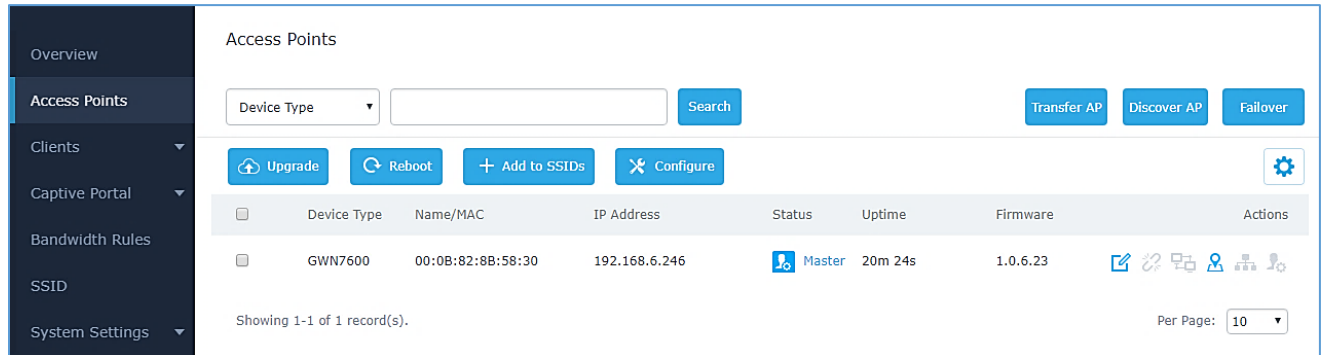 Overview
Access Points
Clients
Captive Portal
Bandwidth Rules
SSID
System Settings
Access Points
Device Type Search Transfer AP Discover AP Failover
Upgrade Reboot Add to SSIDs Configure
Device Type Name/MAC IP Address Status Uptime Firmware Actions
GWN7600 00:0B:82:8B:58:30 192.168.6.246 Master 20m 24s 1.0.6.23
Showing 1-1 of 1 record(s). Per Page: 10